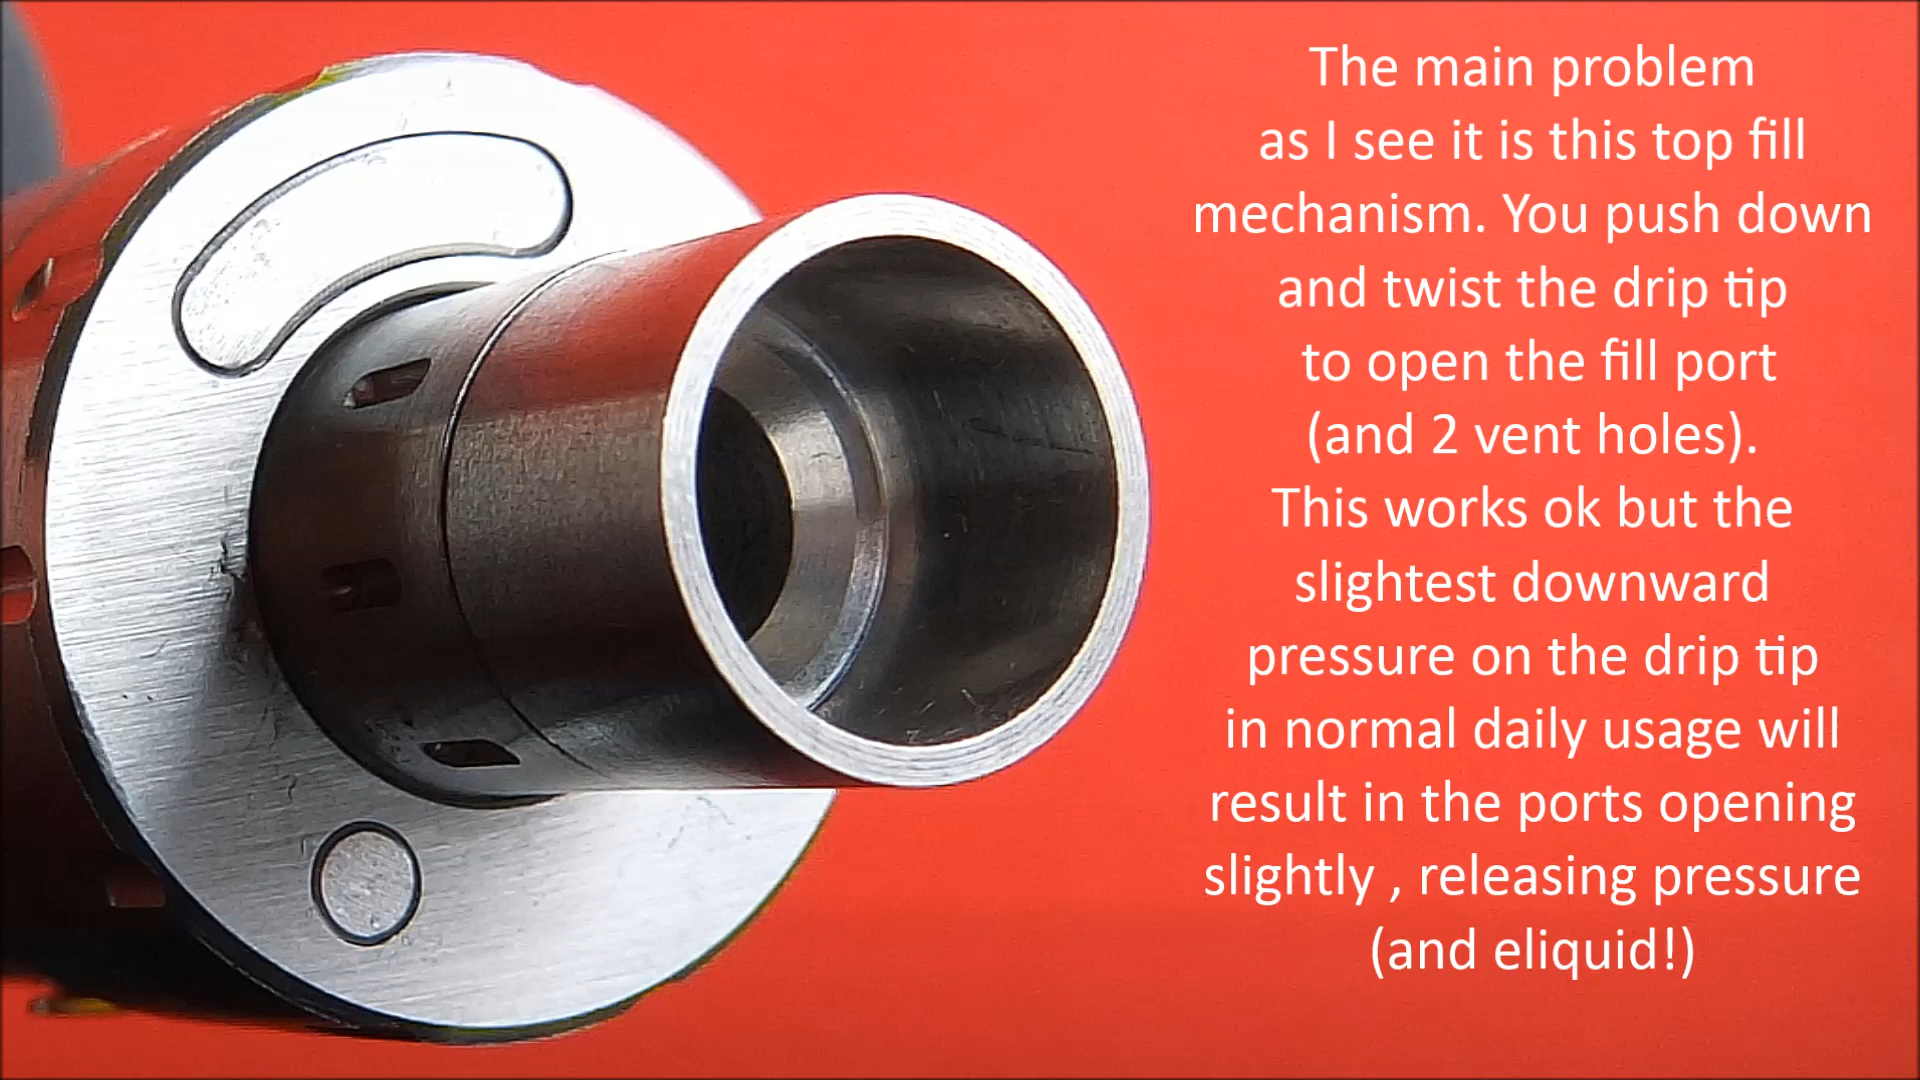 The main problem
as I see it is this top fill
mechanism. You push down
and twist the drip tip
to open the fill port
(and 2 vent holes).
This works ok but the
slightest downward
pressure on the drip tip
in normal daily usage will
result in the ports opening
slightly , releasing pressure
(and eliquid!)